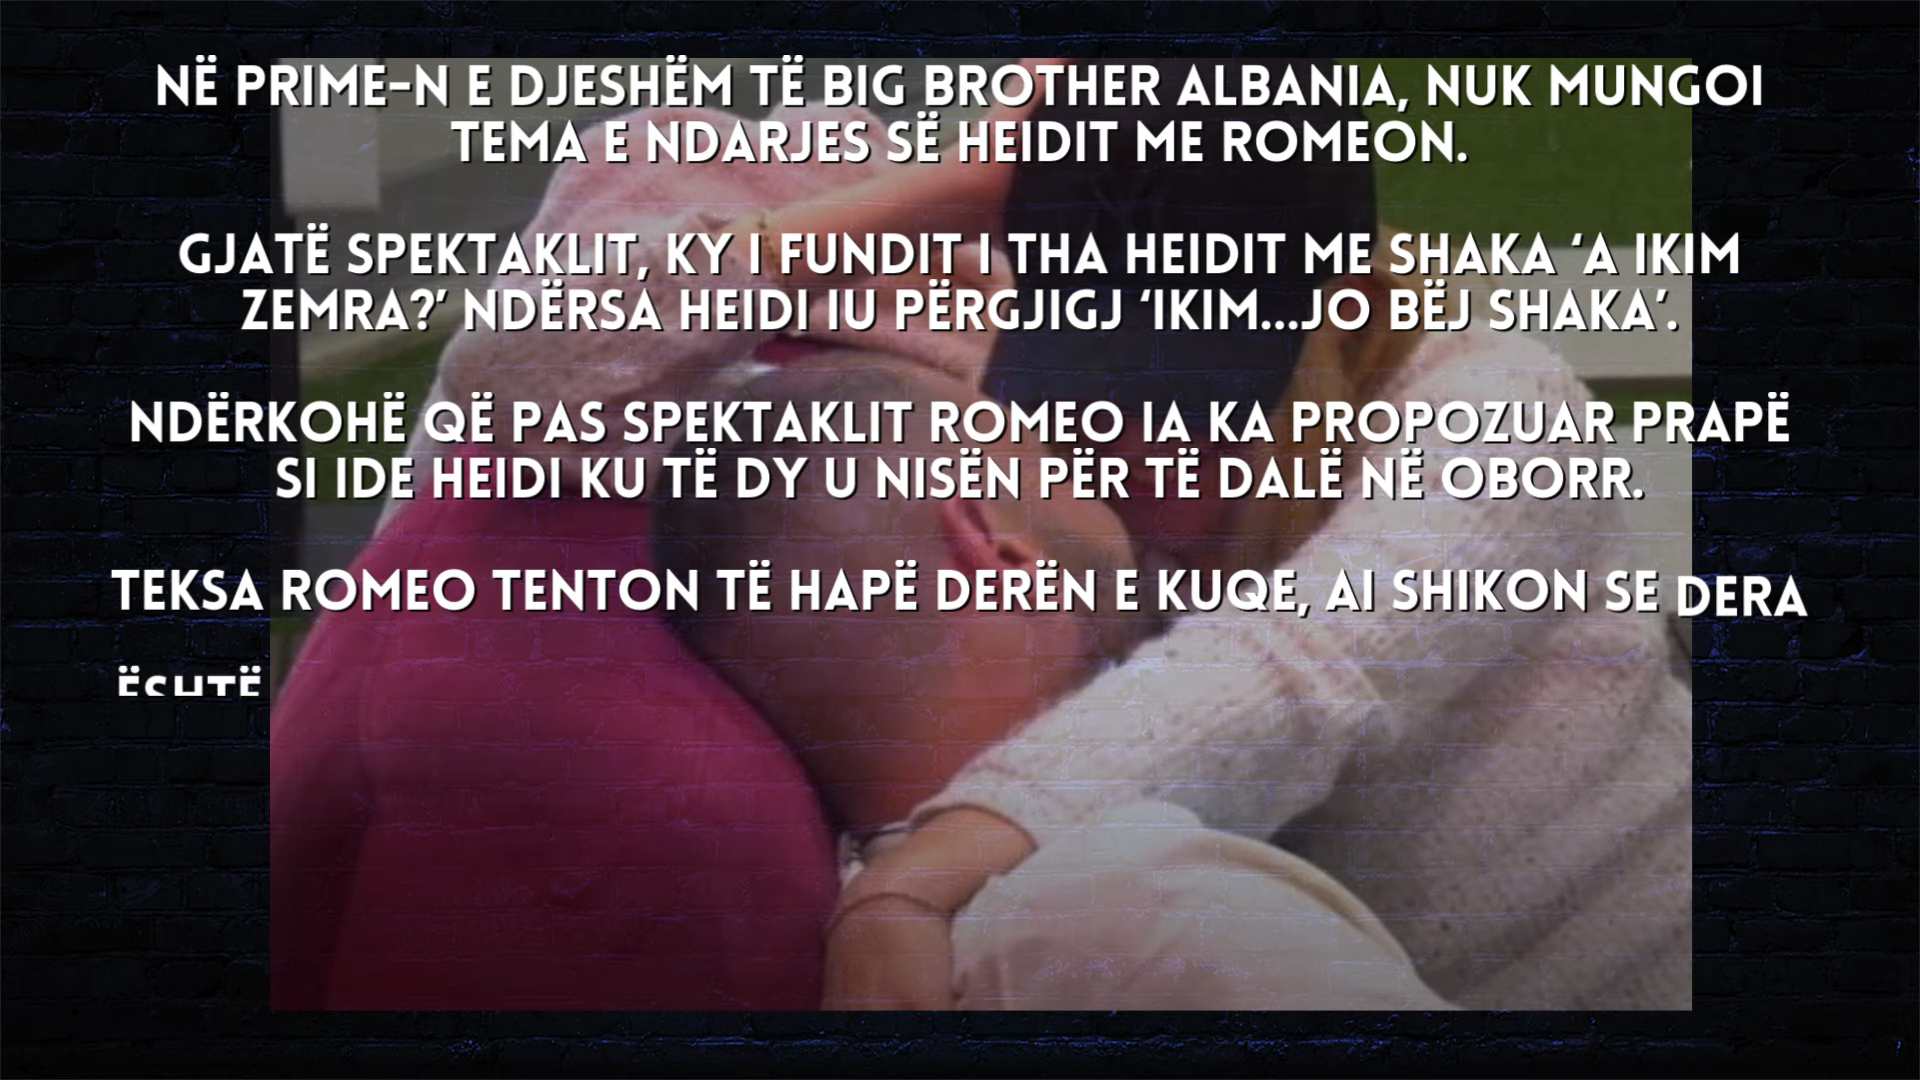 NË PRIME-N E DJESHËM TË BIG BROTHER ALBANIA, NUK MUNGOI
TEMA E NDARJES SË HEIDIT ME ROMEON.
GJATË SPEKTAKLIT, KY I FUNDIT I THA HEIDIT ME SHAKA ‘A IKIM
ZEMRA?’ NDËRSA HEIDI IU PËRGJIGJ ‘IKIM...JO BËJ SHAKA’.
NDËRKOHË QË PAS SPEKTAKLIT ROMEO IA KA PROPOZUAR PRAPË
SI IDE HEIDI KU TË DY U NISËN PËR TË DALË NË OBORR.
TEKSA ROMEO TENTON TË HAPË DERËN E KUQE, AI SHIKON SE DERA
ËSHTË